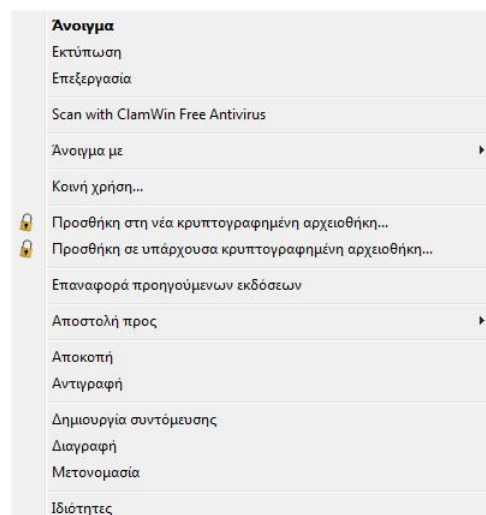 Άνοιγμα
Εκτύπωση
Επεξεργασία
Scan with ClamWin Free Antivirus
Άνοιγμα με
Κοινή χρήση...
Προσθήκη στη νέα κρυπτογραφημένη αρχειοθήκη...
Προσθήκη σε υπάρχουσα κρυπτογραφημένη αρχειοθήκη...
Επαναφορά προηγούμενων εκδόσεων
Αποστολή προς
Αποκοπή
Αντιγραφή
Δημιουργία συντόμευσης
Διαγραφή
Μετονομασία
Ιδιότητες